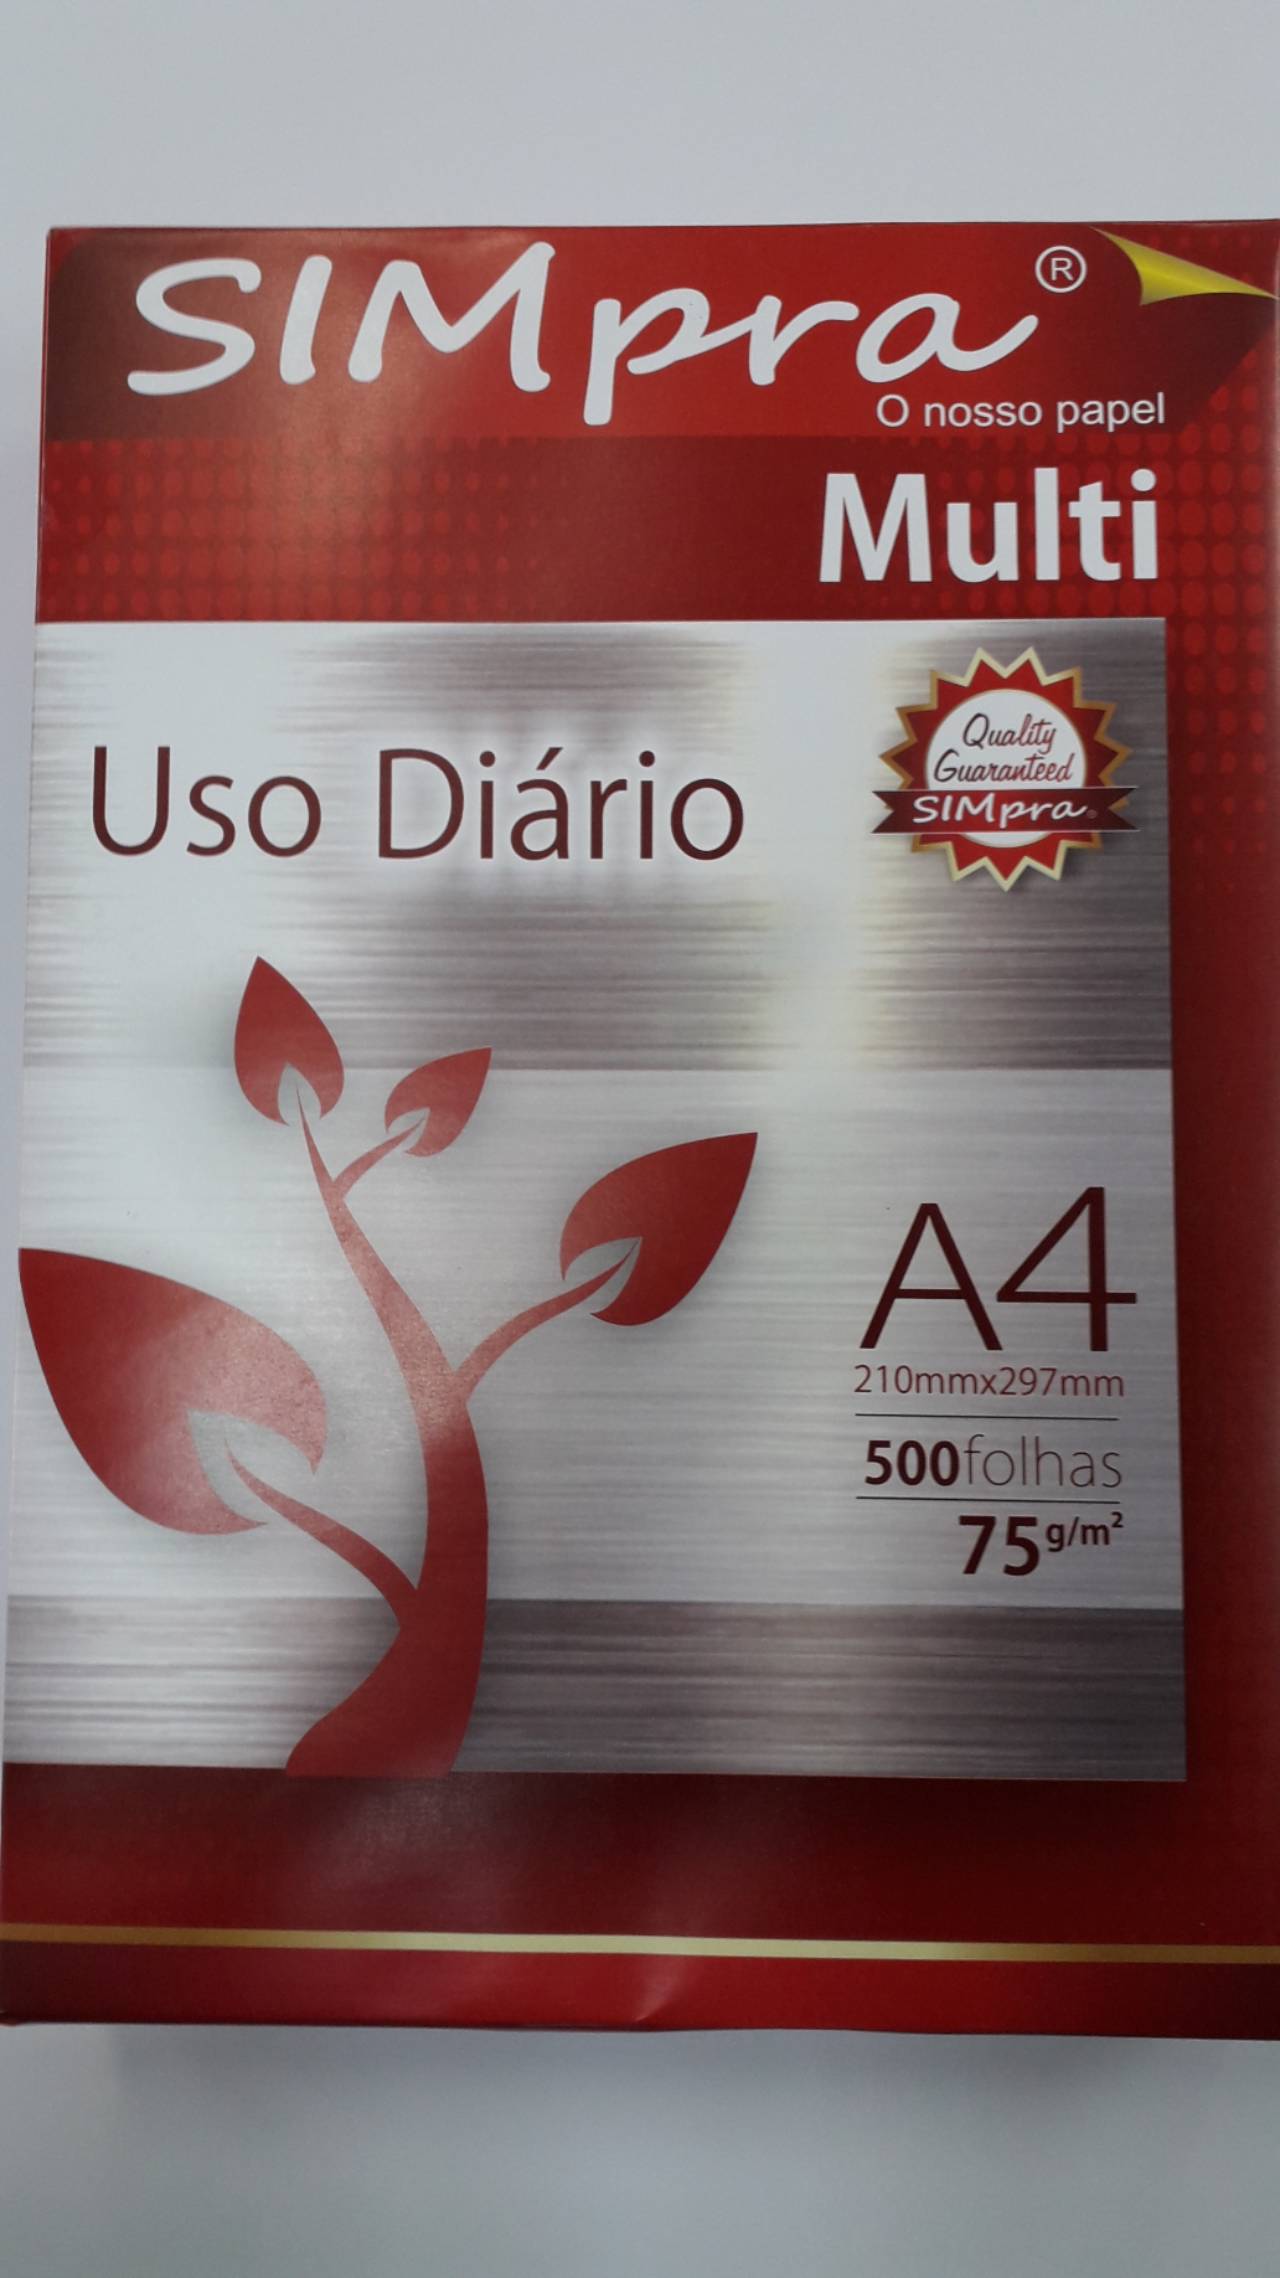 SIMpra®
O nosso papel
Multi
Quality
Guaranteed
SIMpra®
Uso Diário
A4
210mmx297mm
500folhas
75g/m²